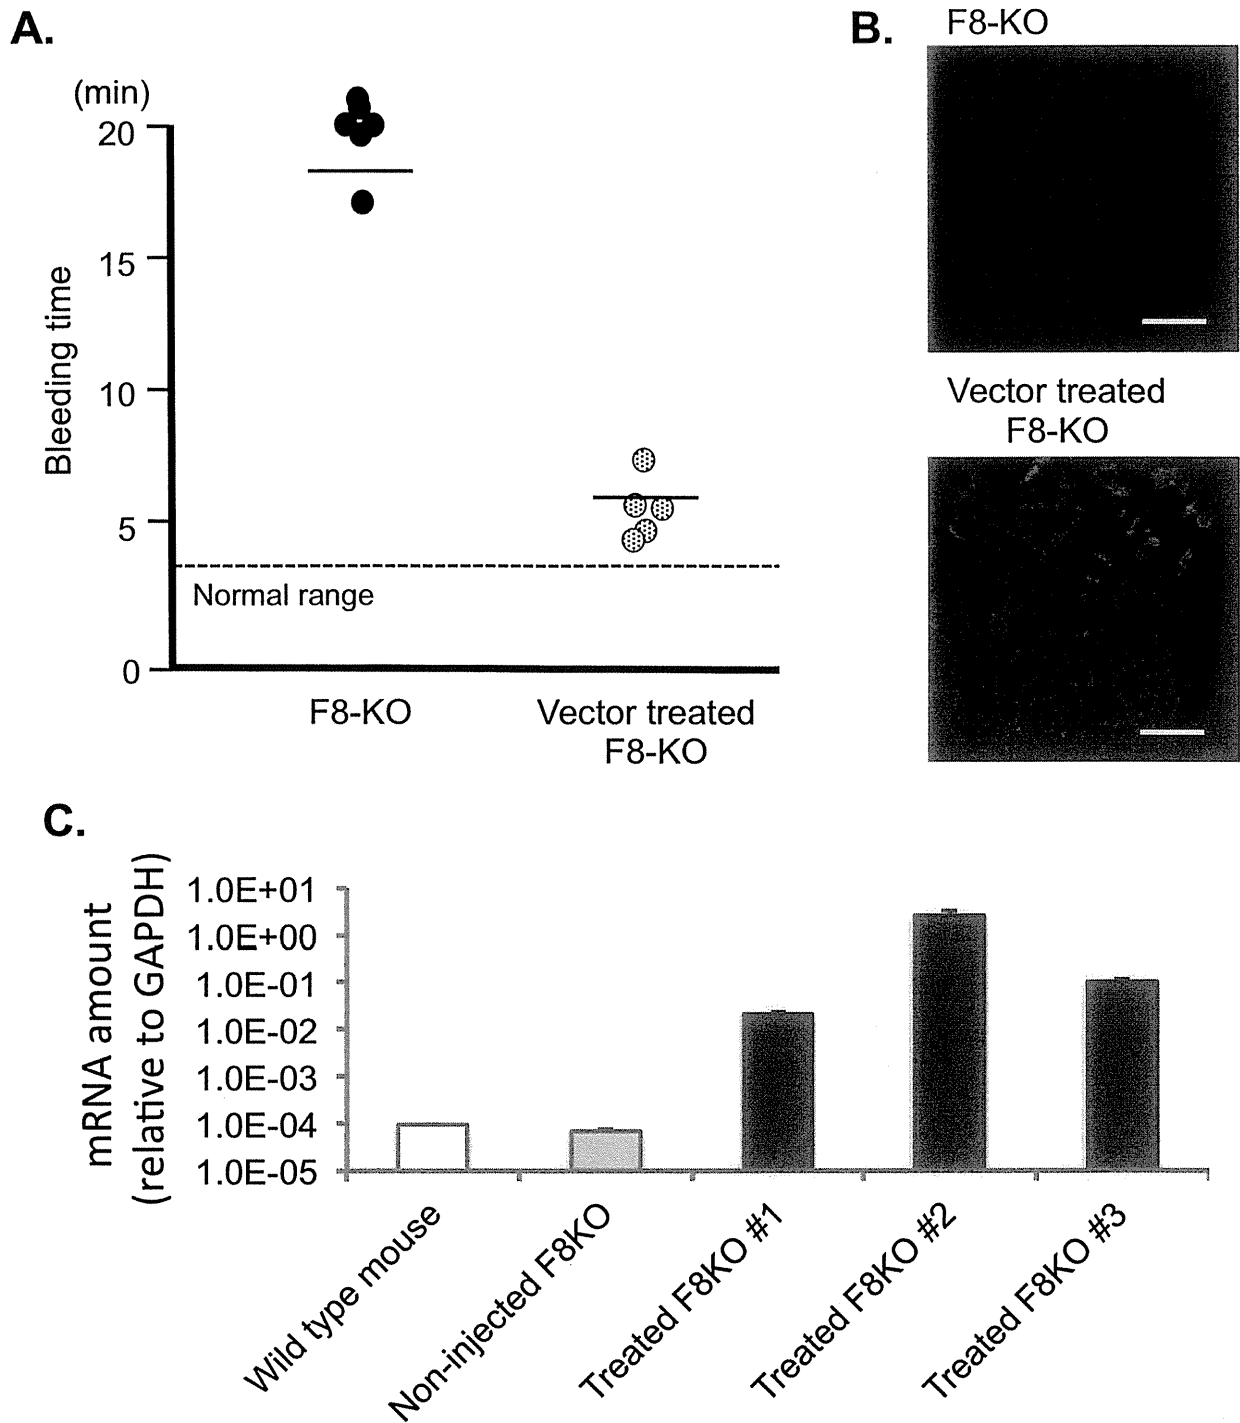 A.
(min)
20
15
10
5
0
Bleeding time
Normal range
F8-KO
Vector treated
F8-KO
B.
F8-KO
Vector treated
F8-KO
C.
mRNA amount
(relative to GAPDH)
1.0E+01
1.0E+00
1.0E-01
1.0E-02
1.0E-03
1.0E-04
1.0E-05
Wild type mouse
Non-injected F8KO
Treated F8KO #1
Treated F8KO #2
Treated F8KO #3